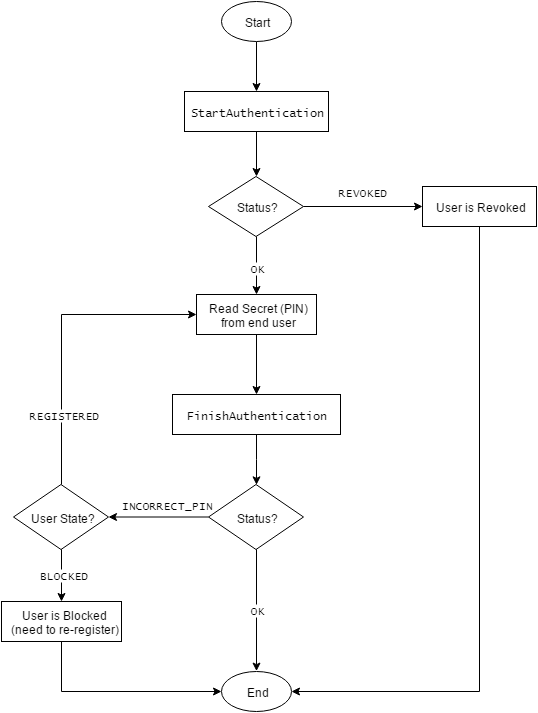 Start
StartAuthentication
Status?
REVOKED
User is Revoked
OK
Read Secret (PIN)
from end user
FinishAuthentication
REGISTERED
User State?
INCORRECT_PIN
Status?
BLOCKED
User is Blocked
(need to re-register)
OK
End